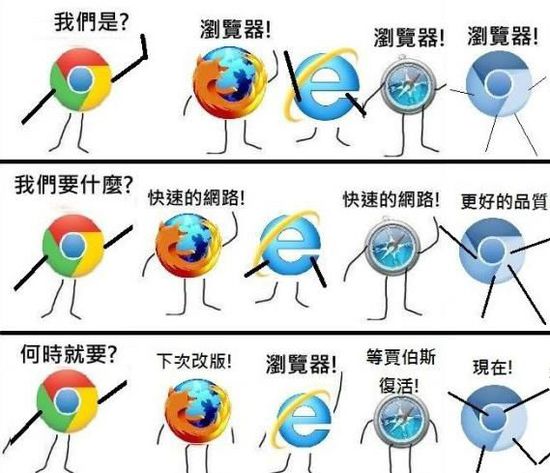 我們是?
瀏覽器!
瀏覽器!
瀏覽器!
我們要什麼?
快速的網路!
快速的網路!
更好的品質
何時就要?
下次改版!
瀏覽器!
等賈伯斯
復活!
現在!